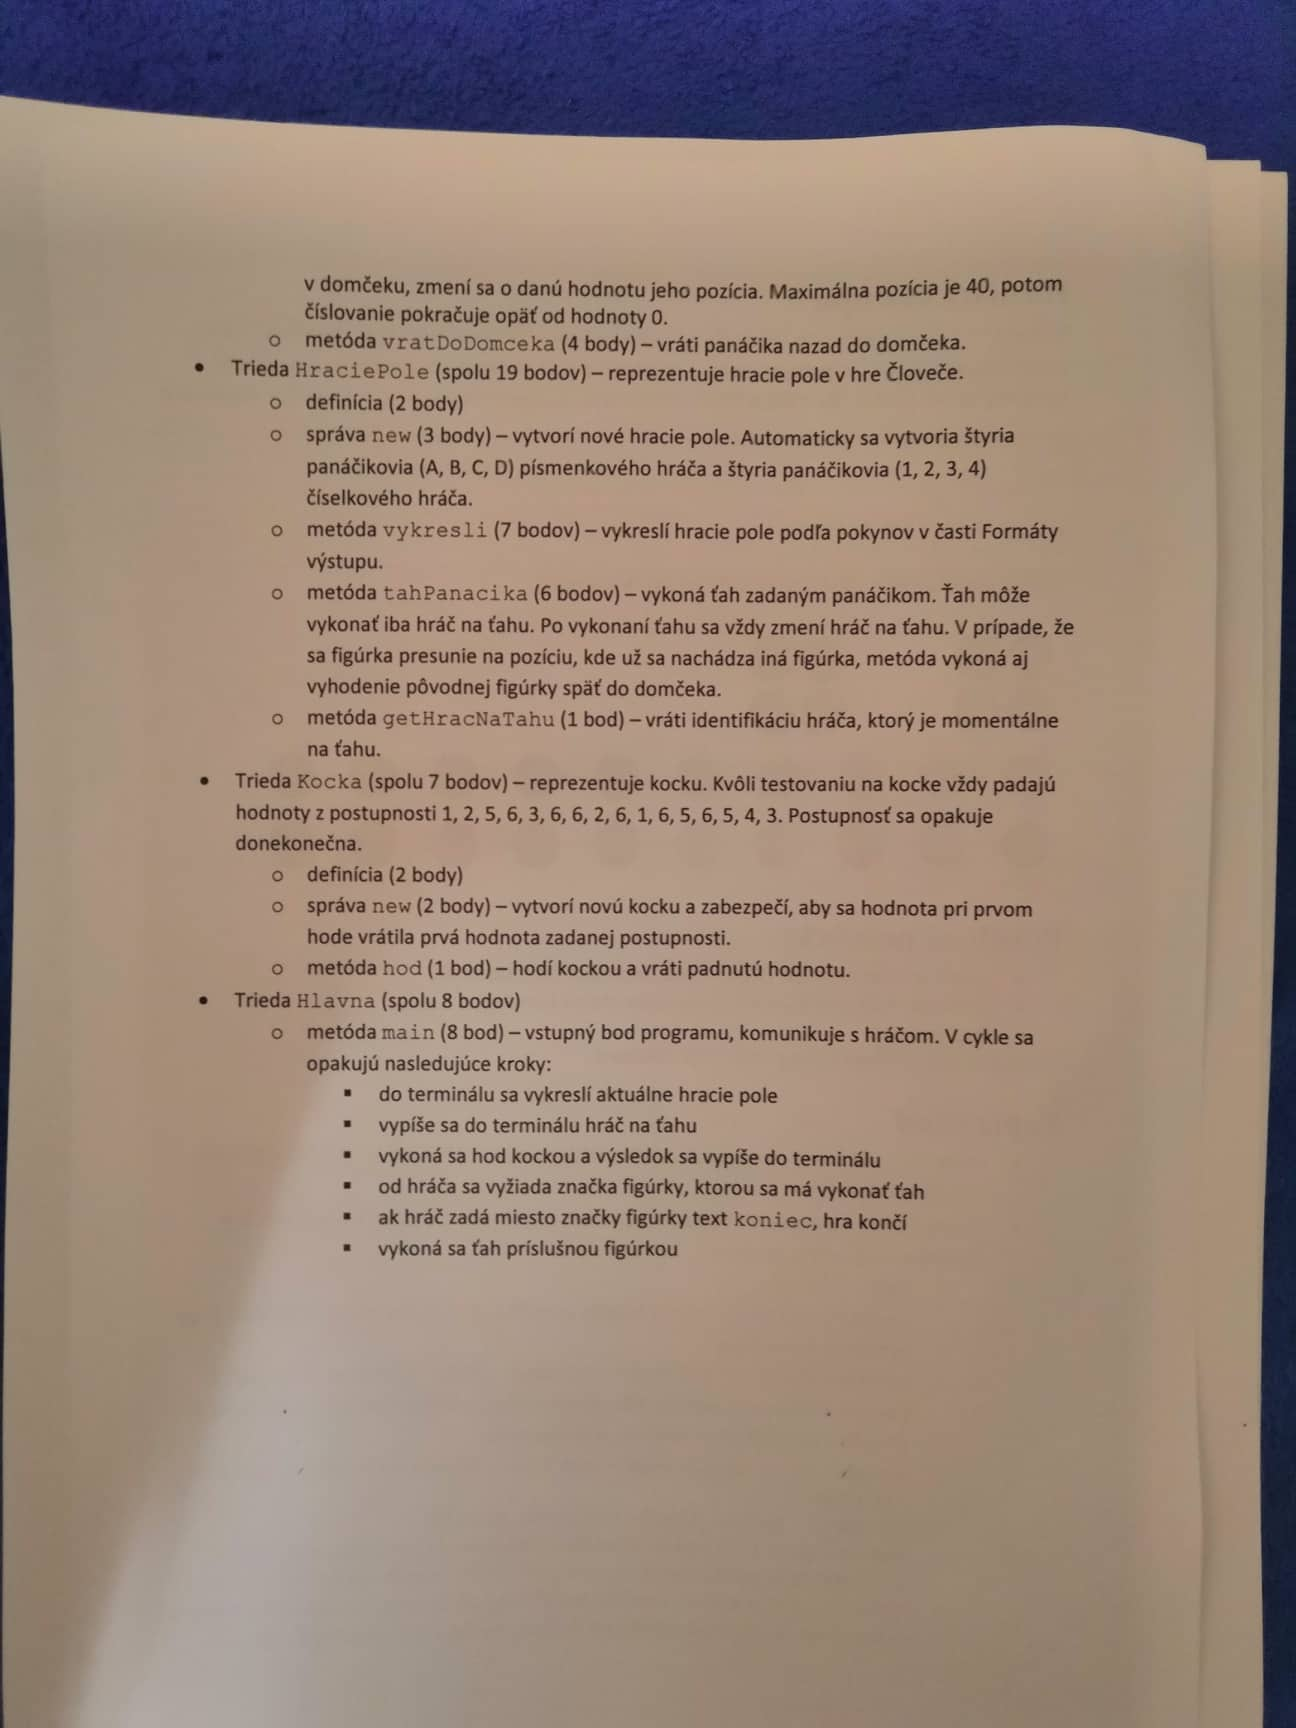 v domčeku, zmení sa o danú hodnotu jeho pozícia. Maximálna pozícia je 40, potom
číslovanie pokračuje opäť od hodnoty 0.
o metóda vratDoDomceka (4 body) – vráti panáčika nazad do domčeka.
• Trieda HraciePole (spolu 19 bodov) – reprezentuje hracie pole v hre Človeče.
o definícia (2 body)
o správa new (3 body) – vytvorí nové hracie pole. Automaticky sa vytvoria štyria
panáčikovia (A, B, C, D) písmenkového hráča a štyria panáčikovia (1, 2, 3, 4)
číselkového hráča.
o metóda vykresli (7 bodov) – vykreslí hracie pole podľa pokynov v časti Formáty
výstupu.
o metóda tahPanacika (6 bodov) – vykoná ťah zadaným panáčikom. Ťah môže
vykonať iba hráč na ťahu. Po vykonaní ťahu sa vždy zmení hráč na ťahu. V prípade, že
sa figúrka presunie na pozíciu, kde už sa nachádza iná figúrka, metóda vykoná aj
vyhodenie pôvodnej figúrky späť do domčeka.
o metóda getHracNaTahu (1 bod) – vráti identifikáciu hráča, ktorý je momentálne
na ťahu.
• Trieda Kocka (spolu 7 bodov) – reprezentuje kocku. Kvôli testovaniu na kocke vždy padajú
hodnoty z postupnosti 1, 2, 5, 6, 3, 6, 6, 2, 6, 1, 6, 5, 6, 5, 4, 3. Postupnosť sa opakuje
donekonečna.
o definícia (2 body)
o správa new (2 body) – vytvorí novú kocku a zabezpečí, aby sa hodnota pri prvom
hode vrátila prvá hodnota zadanej postupnosti.
o metóda hod (1 bod) – hodí kockou a vráti padnutú hodnotu.
• Trieda Hlavna (spolu 8 bodov)
o metóda main (8 bod) – vstupný bod programu, komunikuje s hráčom. V cykle sa
opakujú nasledujúce kroky:
▪ do terminálu sa vykreslí aktuálne hracie pole
▪ vypíše sa do terminálu hráč na ťahu
▪ vykoná sa hod kockou a výsledok sa vypíše do terminálu
▪ od hráča sa vyžiada značka figúrky, ktorou sa má vykonať ťah
▪ ak hráč zadá miesto značky figúrky text koniec, hra končí
▪ vykoná sa ťah príslušnou figúrkou